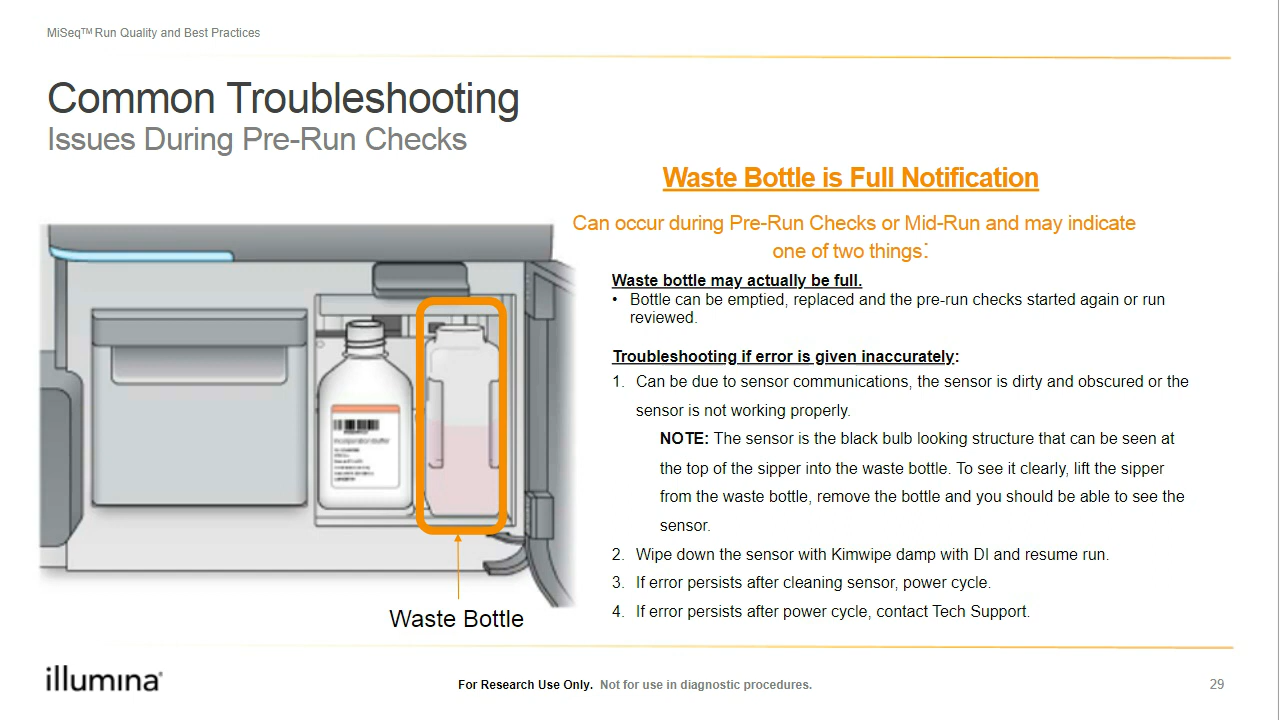 MiSeq™ Run Quality and Best Practices
Common Troubleshooting
Issues During Pre-Run Checks
Waste Bottle is Full Notification
Can occur during Pre-Run Checks or Mid-Run and may indicate
one of two things:
Waste bottle may actually be full.
• Bottle can be emptied, replaced and the pre-run checks started again or run
reviewed.
Troubleshooting if error is given inaccurately:
1. Can be due to sensor communications, the sensor is dirty and obscured or the
sensor is not working properly.
NOTE: The sensor is the black bulb looking structure that can be seen at
the top of the sipper into the waste bottle. To see it clearly, lift the sipper
from the waste bottle, remove the bottle and you should be able to see the
sensor.
2. Wipe down the sensor with Kimwipe damp with DI and resume run.
3. If error persists after cleaning sensor, power cycle.
4. If error persists after power cycle, contact Tech Support.
Incorporation Buffer
Waste Bottle
illumina®
For Research Use Only. Not for use in diagnostic procedures.
29